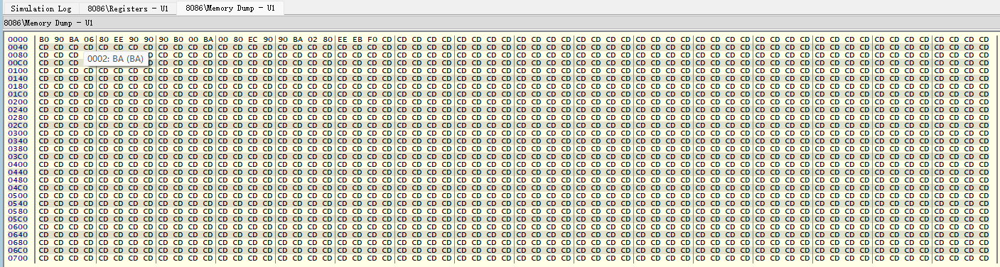 Simulation Log 8086\Registers - U1 8086\Memory Dump - U1
8086\Memory Dump - U1
0000 B0 90 BA 06 80 EE 90 90 90 B0 00 BA 00 80 EC 90 90 BA 02 80 EE EB F0 CD CD CD CD CD CD CD CD CD CD CD CD CD CD CD CD CD CD CD CD CD CD CD CD CD CD CD CD CD CD CD CD CD CD CD CD CD CD CD CD CD
0040 CD CD CD CD CD CD CD CD CD CD CD CD CD CD CD CD CD CD CD CD CD CD CD CD CD CD CD CD CD CD CD CD CD CD CD CD CD CD CD CD CD CD CD CD CD CD CD CD CD CD CD CD CD CD CD CD CD CD CD CD CD CD CD CD
0080 CD CD CD CD CD CD CD CD CD CD CD CD CD CD CD CD CD CD CD CD CD CD CD CD CD CD CD CD CD CD CD CD CD CD CD CD CD CD CD CD CD CD CD CD CD CD CD CD CD CD CD CD CD CD CD CD CD CD CD
0002: BA (BA)
00C0 CD CD CD CD CD CD CD CD CD CD CD CD CD CD CD CD CD CD CD CD CD CD CD CD CD CD CD CD CD CD CD CD CD CD CD CD CD CD CD CD CD CD CD CD CD CD CD CD CD CD CD CD CD CD CD CD CD CD CD
0100 CD CD CD CD CD CD CD CD CD CD CD CD CD CD CD CD CD CD CD CD CD CD CD CD CD CD CD CD CD CD CD CD CD CD CD CD CD CD CD CD CD CD CD CD CD CD CD CD CD CD CD CD CD CD CD CD CD CD CD CD CD CD CD CD
0140 CD CD CD CD CD CD CD CD CD CD CD CD CD CD CD CD CD CD CD CD CD CD CD CD CD CD CD CD CD CD CD CD CD CD CD CD CD CD CD CD CD CD CD CD CD CD CD CD CD CD CD CD CD CD CD CD CD CD CD CD CD CD CD CD
0180 CD CD CD CD CD CD CD CD CD CD CD CD CD CD CD CD CD CD CD CD CD CD CD CD CD CD CD CD CD CD CD CD CD CD CD CD CD CD CD CD CD CD CD CD CD CD CD CD CD CD CD CD CD CD CD CD CD CD CD CD CD CD CD CD
01C0 CD CD CD CD CD CD CD CD CD CD CD CD CD CD CD CD CD CD CD CD CD CD CD CD CD CD CD CD CD CD CD CD CD CD CD CD CD CD CD CD CD CD CD CD CD CD CD CD CD CD CD CD CD CD CD CD CD CD CD CD CD CD CD CD
0200 CD CD CD CD CD CD CD CD CD CD CD CD CD CD CD CD CD CD CD CD CD CD CD CD CD CD CD CD CD CD CD CD CD CD CD CD CD CD CD CD CD CD CD CD CD CD CD CD CD CD CD CD CD CD CD CD CD CD CD CD CD CD CD CD
0240 CD CD CD CD CD CD CD CD CD CD CD CD CD CD CD CD CD CD CD CD CD CD CD CD CD CD CD CD CD CD CD CD CD CD CD CD CD CD CD CD CD CD CD CD CD CD CD CD CD CD CD CD CD CD CD CD CD CD CD CD CD CD CD CD
0280 CD CD CD CD CD CD CD CD CD CD CD CD CD CD CD CD CD CD CD CD CD CD CD CD CD CD CD CD CD CD CD CD CD CD CD CD CD CD CD CD CD CD CD CD CD CD CD CD CD CD CD CD CD CD CD CD CD CD CD CD CD CD CD CD
02C0 CD CD CD CD CD CD CD CD CD CD CD CD CD CD CD CD CD CD CD CD CD CD CD CD CD CD CD CD CD CD CD CD CD CD CD CD CD CD CD CD CD CD CD CD CD CD CD CD CD CD CD CD CD CD CD CD CD CD CD CD CD CD CD CD
0300 CD CD CD CD CD CD CD CD CD CD CD CD CD CD CD CD CD CD CD CD CD CD CD CD CD CD CD CD CD CD CD CD CD CD CD CD CD CD CD CD CD CD CD CD CD CD CD CD CD CD CD CD CD CD CD CD CD CD CD CD CD CD CD CD
0340 CD CD CD CD CD CD CD CD CD CD CD CD CD CD CD CD CD CD CD CD CD CD CD CD CD CD CD CD CD CD CD CD CD CD CD CD CD CD CD CD CD CD CD CD CD CD CD CD CD CD CD CD CD CD CD CD CD CD CD CD CD CD CD CD
0380 CD CD CD CD CD CD CD CD CD CD CD CD CD CD CD CD CD CD CD CD CD CD CD CD CD CD CD CD CD CD CD CD CD CD CD CD CD CD CD CD CD CD CD CD CD CD CD CD CD CD CD CD CD CD CD CD CD CD CD CD CD CD CD CD
03C0 CD CD CD CD CD CD CD CD CD CD CD CD CD CD CD CD CD CD CD CD CD CD CD CD CD CD CD CD CD CD CD CD CD CD CD CD CD CD CD CD CD CD CD CD CD CD CD CD CD CD CD CD CD CD CD CD CD CD CD CD CD CD CD CD
0400 CD CD CD CD CD CD CD CD CD CD CD CD CD CD CD CD CD CD CD CD CD CD CD CD CD CD CD CD CD CD CD CD CD CD CD CD CD CD CD CD CD CD CD CD CD CD CD CD CD CD CD CD CD CD CD CD CD CD CD CD CD CD CD CD
0440 CD CD CD CD CD CD CD CD CD CD CD CD CD CD CD CD CD CD CD CD CD CD CD CD CD CD CD CD CD CD CD CD CD CD CD CD CD CD CD CD CD CD CD CD CD CD CD CD CD CD CD CD CD CD CD CD CD CD CD CD CD CD CD CD
0480 CD CD CD CD CD CD CD CD CD CD CD CD CD CD CD CD CD CD CD CD CD CD CD CD CD CD CD CD CD CD CD CD CD CD CD CD CD CD CD CD CD CD CD CD CD CD CD CD CD CD CD CD CD CD CD CD CD CD CD CD CD CD CD CD
04C0 CD CD CD CD CD CD CD CD CD CD CD CD CD CD CD CD CD CD CD CD CD CD CD CD CD CD CD CD CD CD CD CD CD CD CD CD CD CD CD CD CD CD CD CD CD CD CD CD CD CD CD CD CD CD CD CD CD CD CD CD CD CD CD CD
0500 CD CD CD CD CD CD CD CD CD CD CD CD CD CD CD CD CD CD CD CD CD CD CD CD CD CD CD CD CD CD CD CD CD CD CD CD CD CD CD CD CD CD CD CD CD CD CD CD CD CD CD CD CD CD CD CD CD CD CD CD CD CD CD CD
0540 CD CD CD CD CD CD CD CD CD CD CD CD CD CD CD CD CD CD CD CD CD CD CD CD CD CD CD CD CD CD CD CD CD CD CD CD CD CD CD CD CD CD CD CD CD CD CD CD CD CD CD CD CD CD CD CD CD CD CD CD CD CD CD CD
0580 CD CD CD CD CD CD CD CD CD CD CD CD CD CD CD CD CD CD CD CD CD CD CD CD CD CD CD CD CD CD CD CD CD CD CD CD CD CD CD CD CD CD CD CD CD CD CD CD CD CD CD CD CD CD CD CD CD CD CD CD CD CD CD CD
05C0 CD CD CD CD CD CD CD CD CD CD CD CD CD CD CD CD CD CD CD CD CD CD CD CD CD CD CD CD CD CD CD CD CD CD CD CD CD CD CD CD CD CD CD CD CD CD CD CD CD CD CD CD CD CD CD CD CD CD CD CD CD CD CD CD
0600 CD CD CD CD CD CD CD CD CD CD CD CD CD CD CD CD CD CD CD CD CD CD CD CD CD CD CD CD CD CD CD CD CD CD CD CD CD CD CD CD CD CD CD CD CD CD CD CD CD CD CD CD CD CD CD CD CD CD CD CD CD CD CD CD
0640 CD CD CD CD CD CD CD CD CD CD CD CD CD CD CD CD CD CD CD CD CD CD CD CD CD CD CD CD CD CD CD CD CD CD CD CD CD CD CD CD CD CD CD CD CD CD CD CD CD CD CD CD CD CD CD CD CD CD CD CD CD CD CD CD
0680 CD CD CD CD CD CD CD CD CD CD CD CD CD CD CD CD CD CD CD CD CD CD CD CD CD CD CD CD CD CD CD CD CD CD CD CD CD CD CD CD CD CD CD CD CD CD CD CD CD CD CD CD CD CD CD CD CD CD CD CD CD CD CD CD
06C0 CD CD CD CD CD CD CD CD CD CD CD CD CD CD CD CD CD CD CD CD CD CD CD CD CD CD CD CD CD CD CD CD CD CD CD CD CD CD CD CD CD CD CD CD CD CD CD CD CD CD CD CD CD CD CD CD CD CD CD CD CD CD CD CD
0700 CD CD CD CD CD CD CD CD CD CD CD CD CD CD CD CD CD CD CD CD CD CD CD CD CD CD CD CD CD CD CD CD CD CD CD CD CD CD CD CD CD CD CD CD CD CD CD CD CD CD CD CD CD CD CD CD CD CD CD CD CD CD CD CD